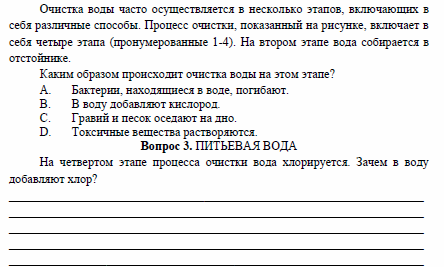 Очистка воды часто осуществляется в несколько этапов, включающих в
себя различные способы. Процесс очистки, показанный на рисунке, включает в
себя четыре этапа (пронумерованные 1-4). На втором этапе вода собирается в
отстойнике.
Каким образом происходит очистка воды на этом этапе?
A. Бактерии, находящиеся в воде, погибают.
B. В воду добавляют кислород.
C. Гравий и песок оседают на дно.
D. Токсичные вещества растворяются.
Вопрос 3. ПИТЬЕВАЯ ВОДА
На четвертом этапе процесса очистки вода хлорируется. Зачем в воду
добавляют хлор?